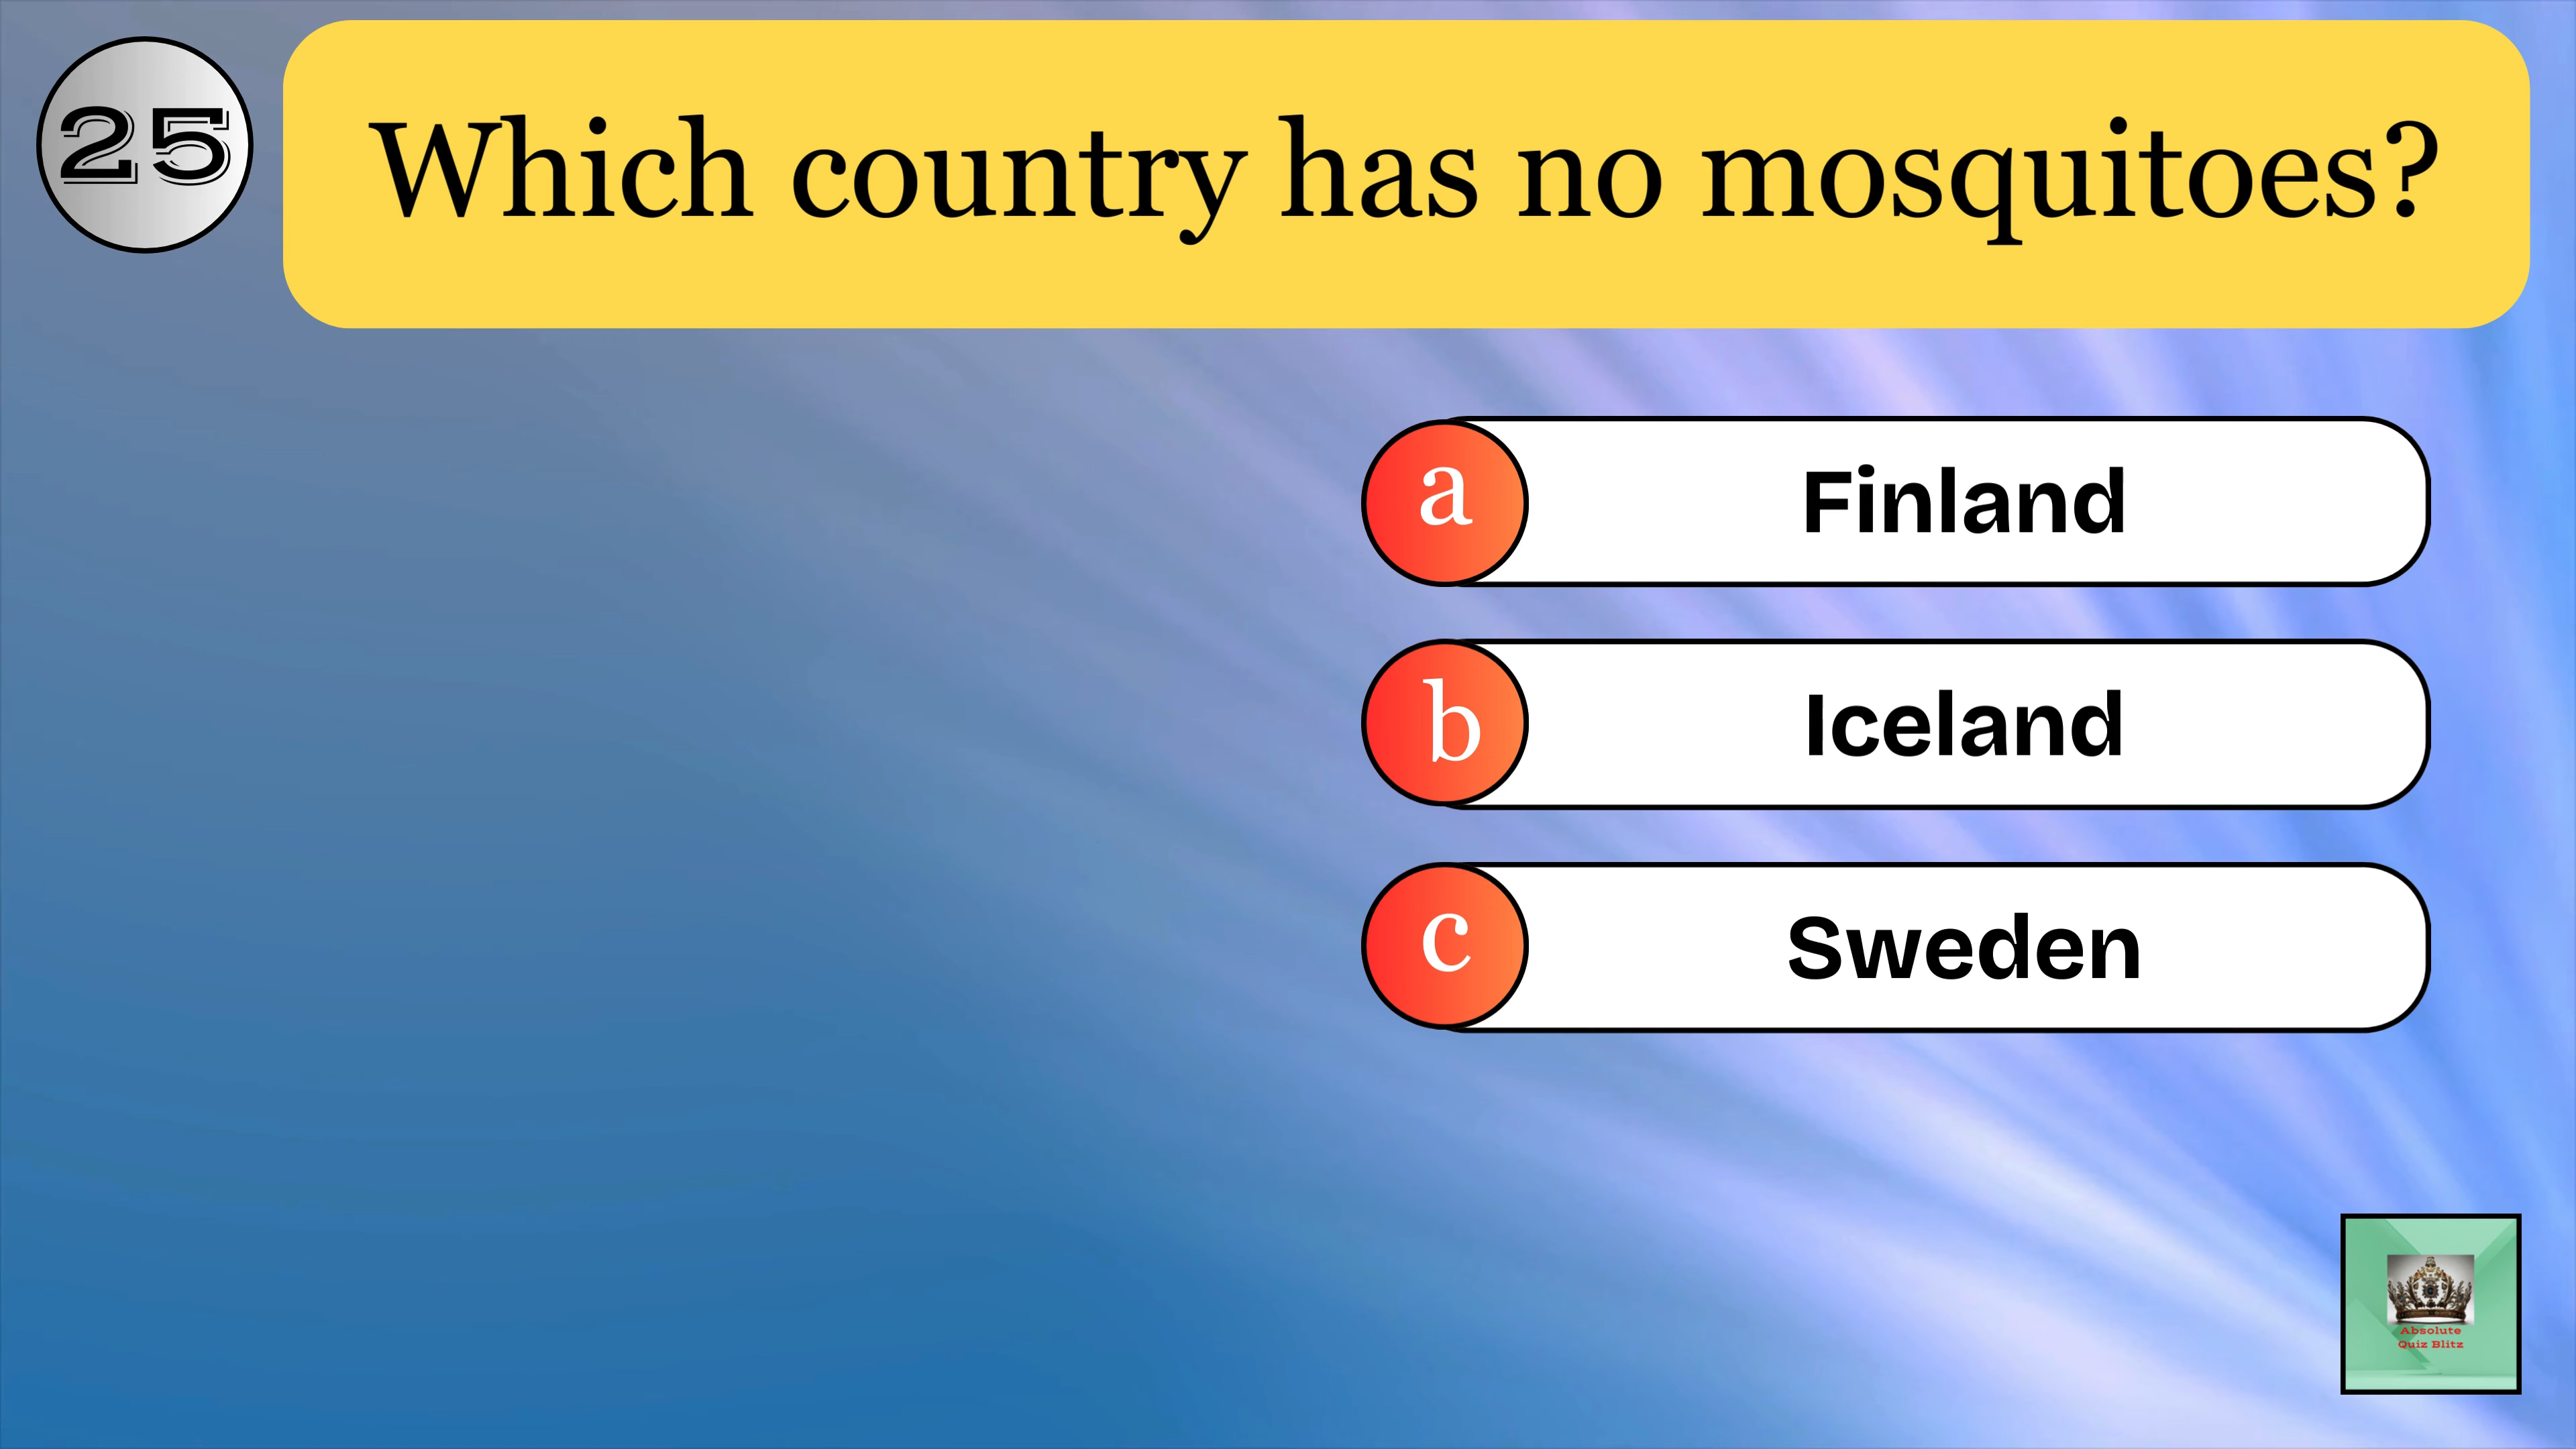 25
Which country has no mosquitoes?
a
Finland
b
Iceland
c
Sweden
Absolute
Quiz Blitz